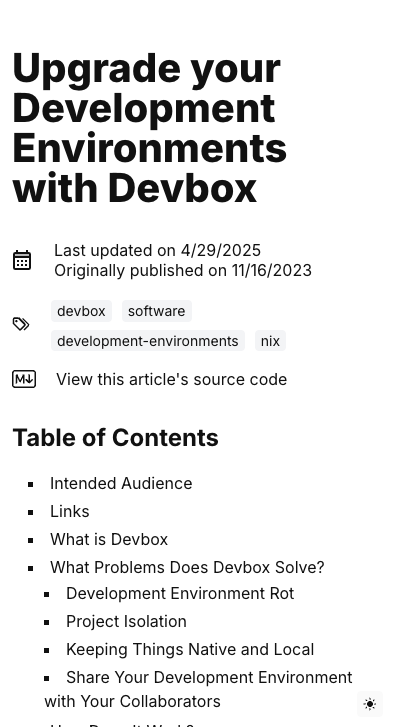 Upgrade your
Development
Environments
with Devbox
Last updated on 4/29/2025
Originally published on 11/16/2023
devbox software
development-environments nix
View this article's source code
Table of Contents
Intended Audience
Links
What is Devbox
What Problems Does Devbox Solve?
Development Environment Rot
Project Isolation
Keeping Things Native and Local
Share Your Development Environment
with Your Collaborators